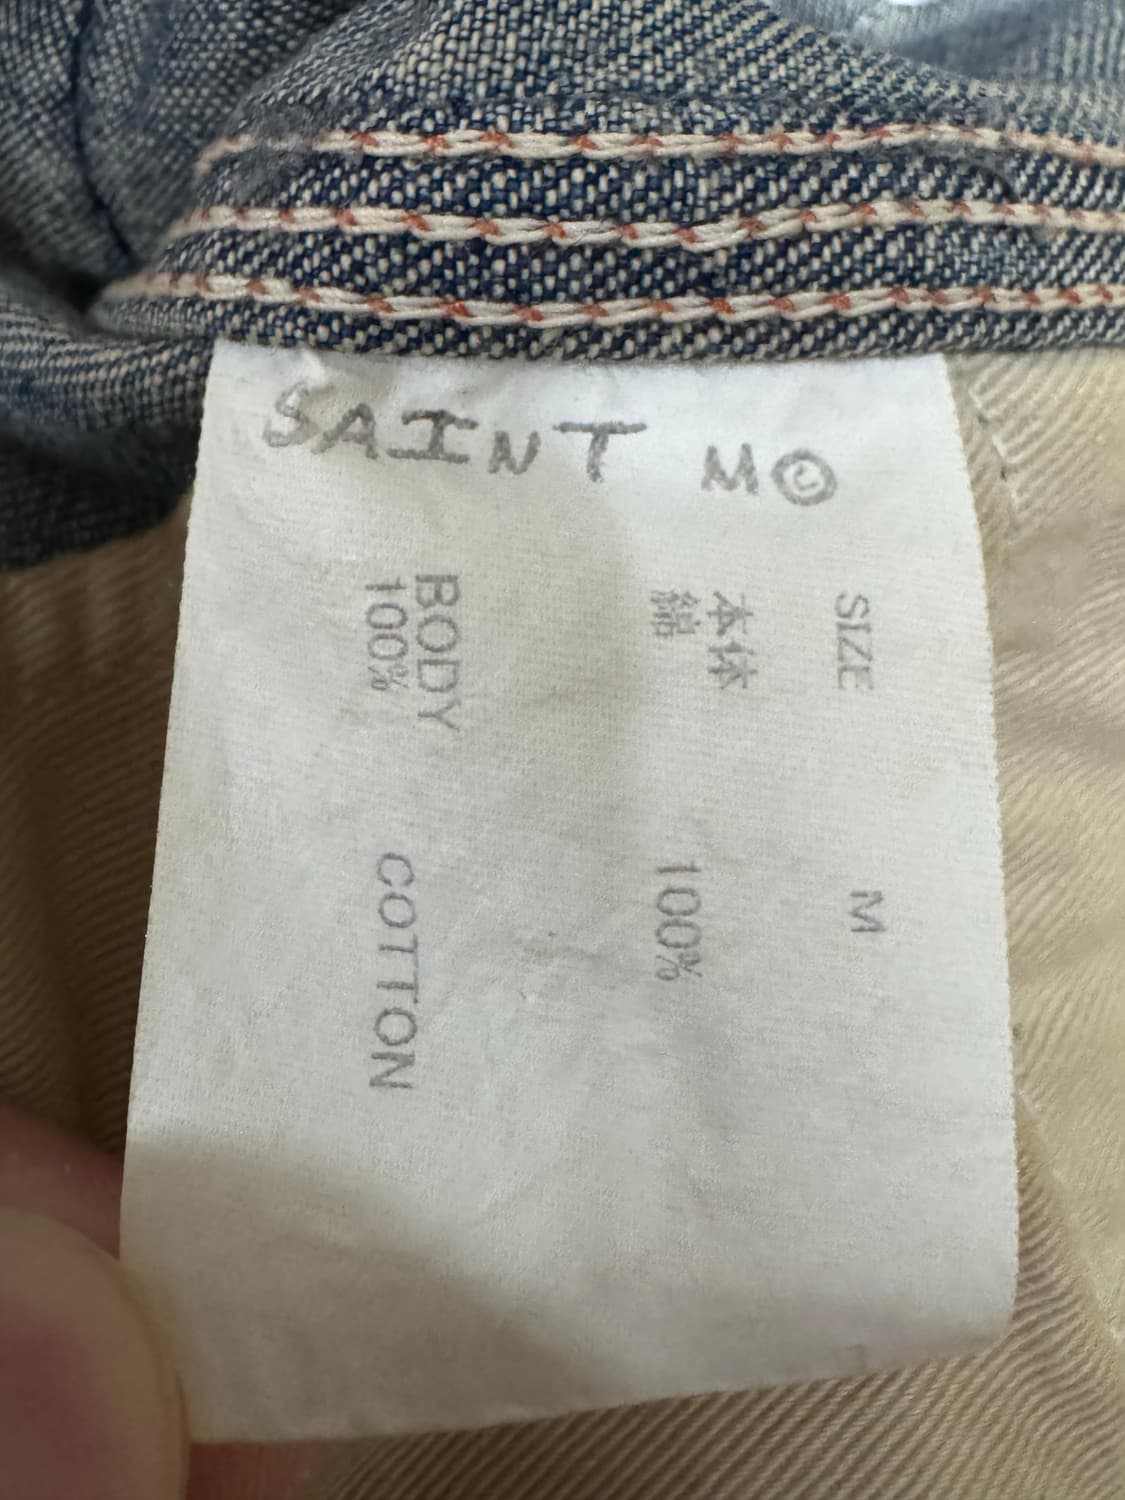 SAINT M☺
SIZE M
本体
綿 100%
BODY
100% COTTON